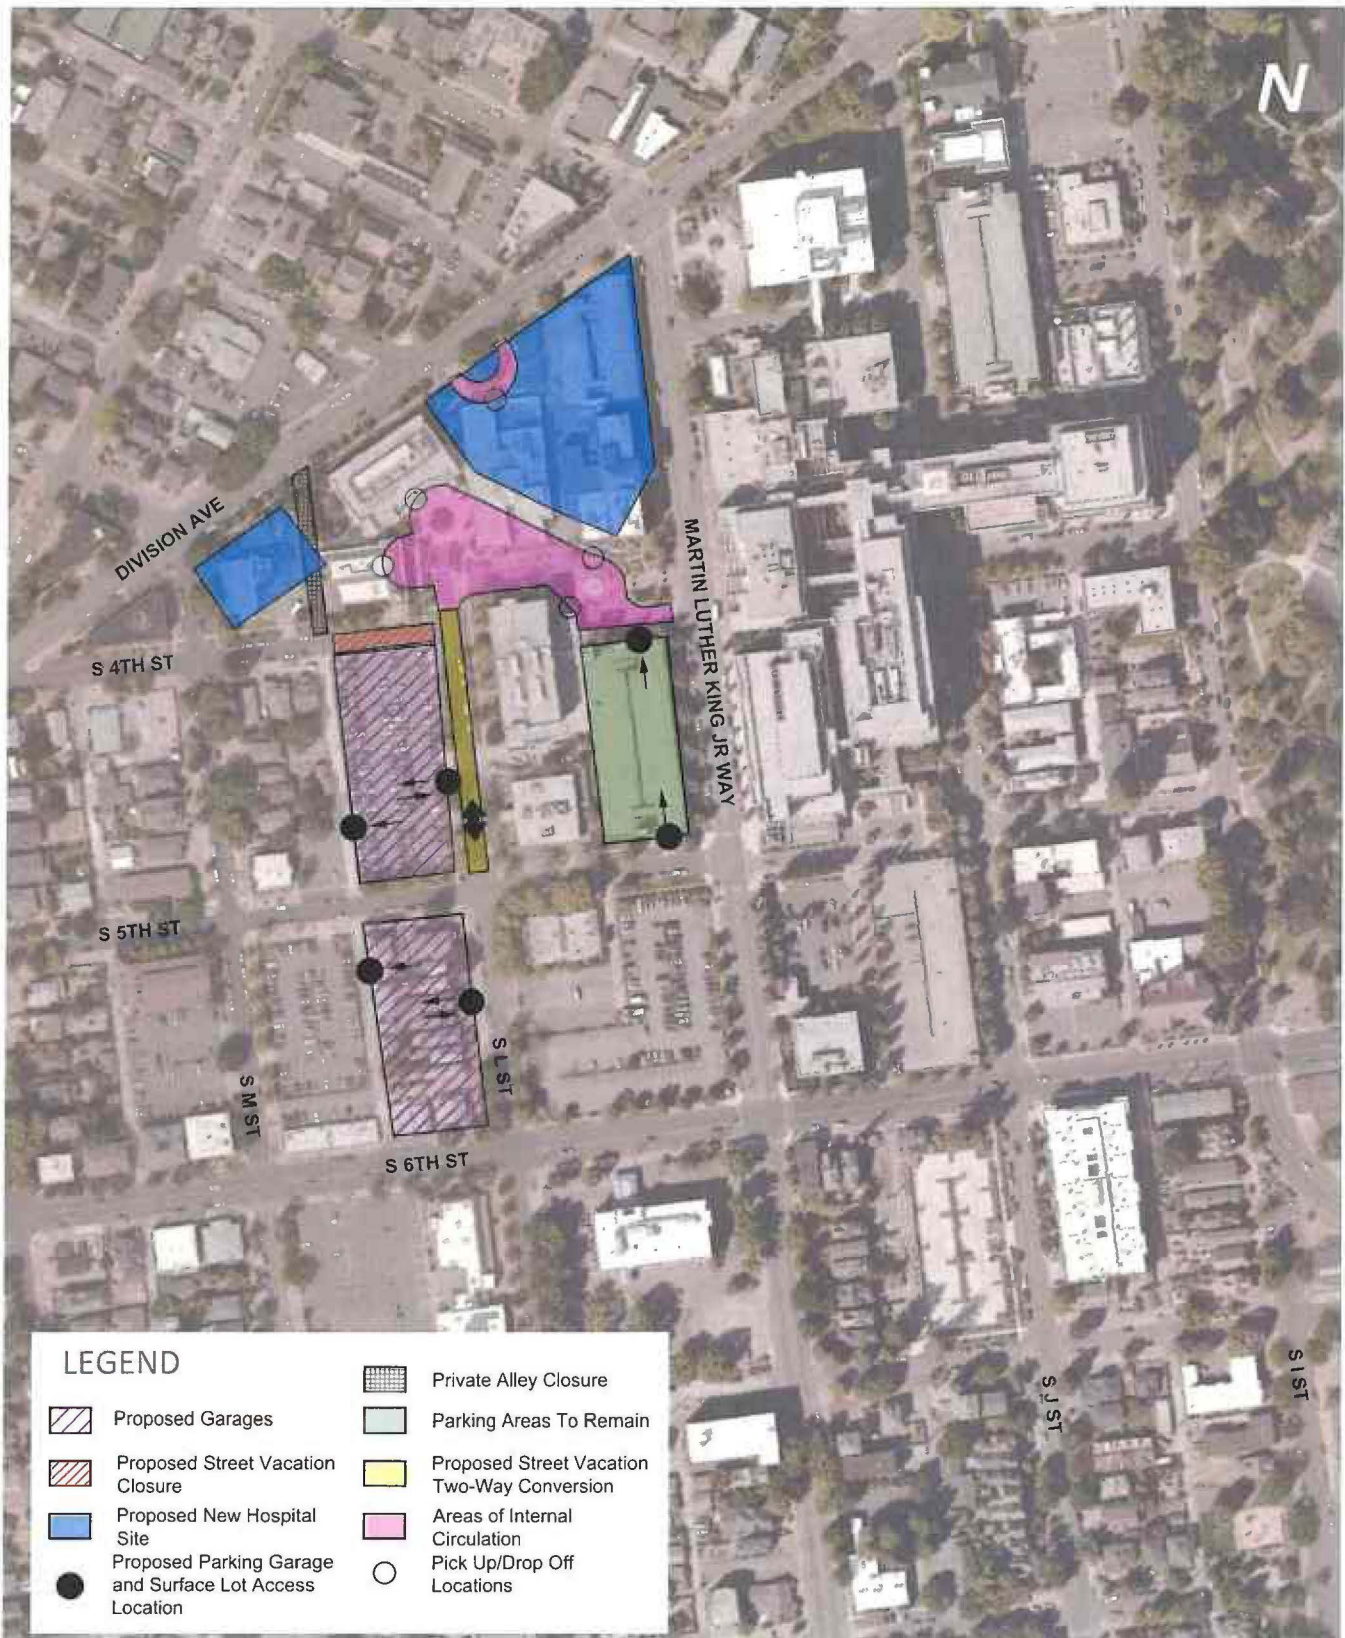 N
DIVISION AVE
MARTIN LUTHER KING JR WAY
S 4TH ST
S 5TH ST
S L ST
S M ST
S 6TH ST
S I ST
S J ST
LEGEND
Private Alley Closure
Proposed Garages
Parking Areas To Remain
Proposed Street Vacation
Closure
Proposed Street Vacation
Two-Way Conversion
Proposed New Hospital
Site
Areas of Internal
Circulation
Proposed Parking Garage
and Surface Lot Access
Location
Pick Up/Drop Off
Locations